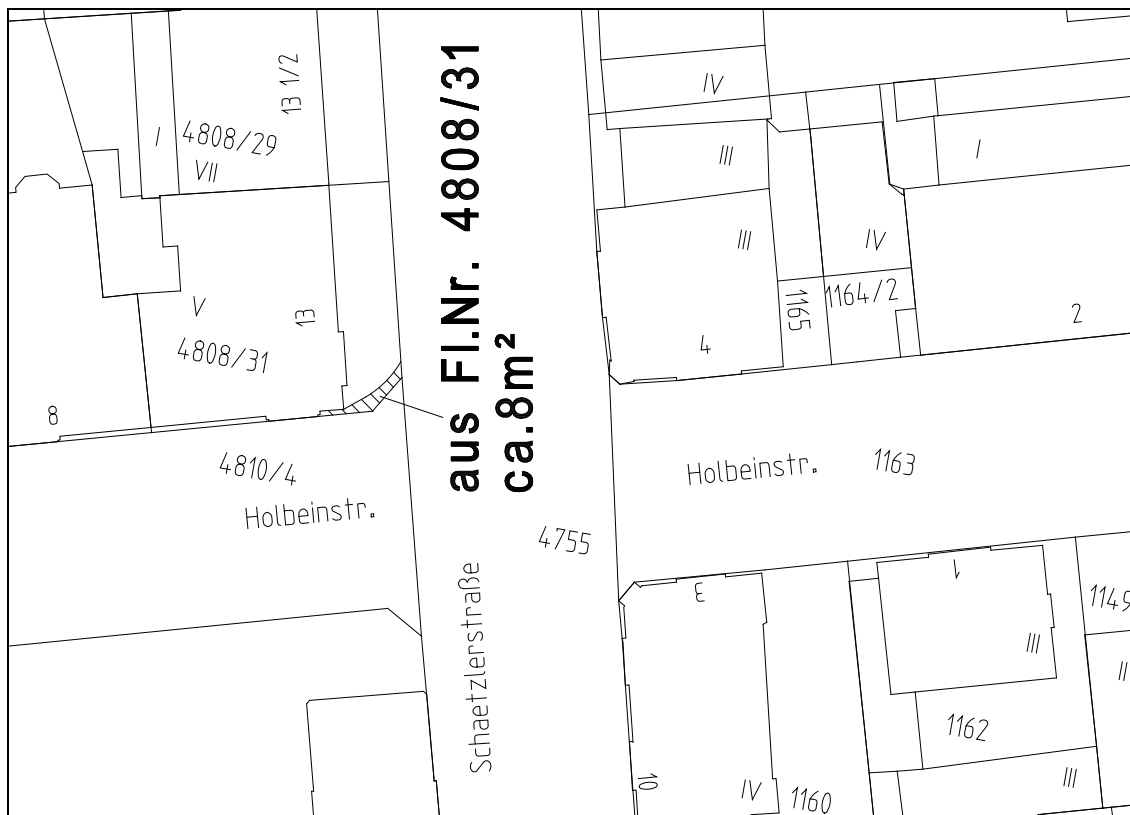 aus Fl.Nr. 4808/31
ca.8m²
13 1/2
I
4808/29
VII
V
13
4808/31
8
4810/4
Holbeinstr.
Schaetzlerstraße
4755
IV
III
III
IV
I
1165
1164/2
4
2
Holbeinstr.
1163
3
1
1149
III
II
1162
10
IV
1160
III